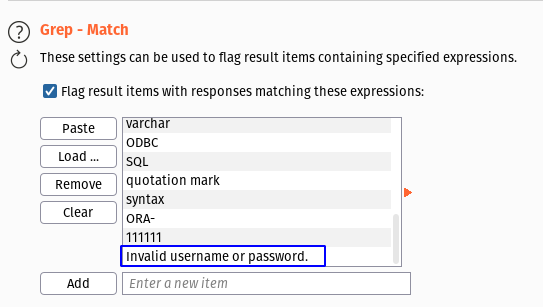 Grep - Match
These settings can be used to flag result items containing specified expressions.
Flag result items with responses matching these expressions:
Paste
Load ...
Remove
Clear
varchar
ODBC
SQL
quotation mark
syntax
ORA-
111111
Invalid username or password.
Add
Enter a new item